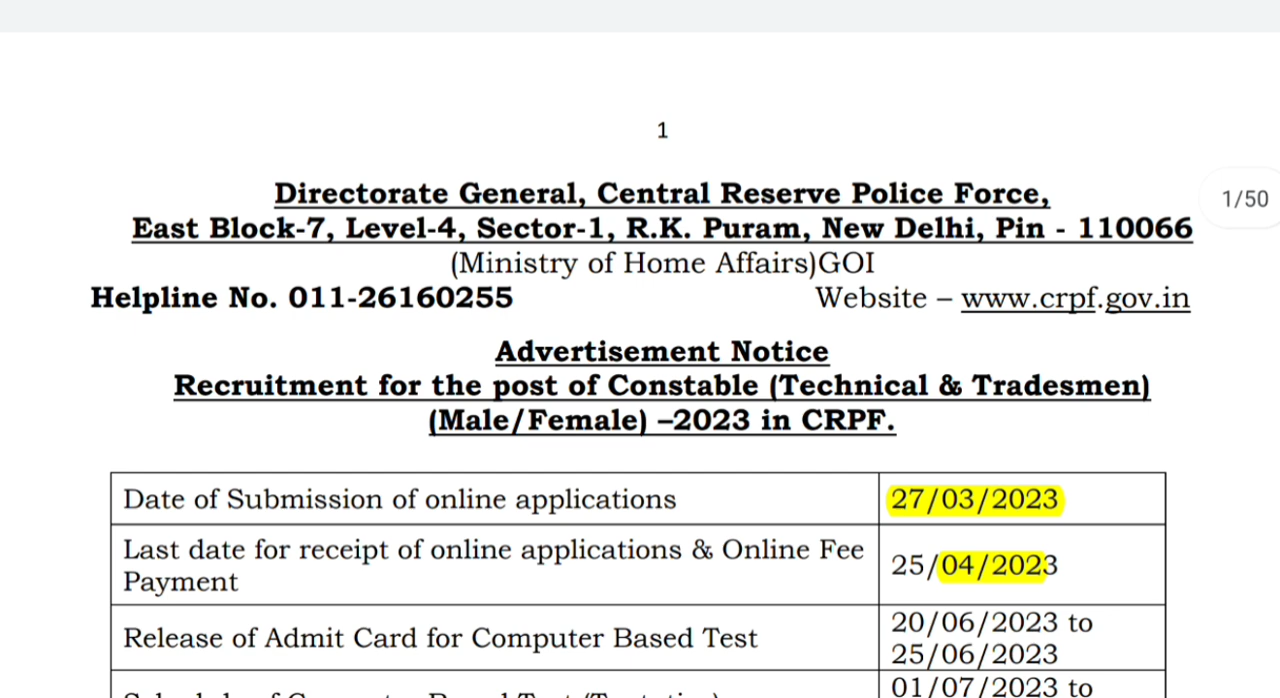 1
1/50
Directorate General, Central Reserve Police Force,
East Block-7, Level-4, Sector-1, R.K. Puram, New Delhi, Pin - 110066
(Ministry of Home Affairs)GOI
Helpline No. 011-26160255 Website – www.crpf.gov.in
Advertisement Notice
Recruitment for the post of Constable (Technical & Tradesmen)
(Male/Female) –2023 in CRPF.
Date of Submission of online applications 27/03/2023
Last date for receipt of online applications & Online Fee
Payment 25/04/2023
Release of Admit Card for Computer Based Test 20/06/2023 to
25/06/2023
01/07/2023 to